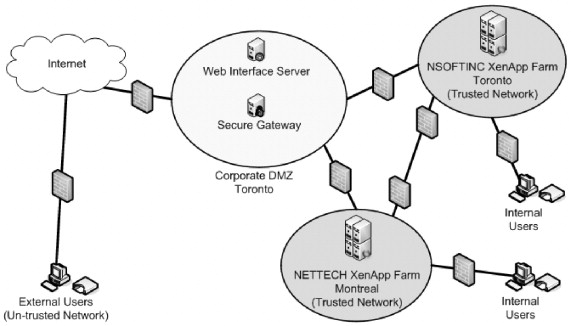 Internet
Web Interface Server
Secure Gateway
Corporate DMZ
Toronto
NSOFTINC XenApp Farm
Toronto
(Trusted Network)
Internal
Users
NETTECH XenApp Farm
Montreal
(Trusted Network)
Internal
Users
External Users
(Un-trusted Network)